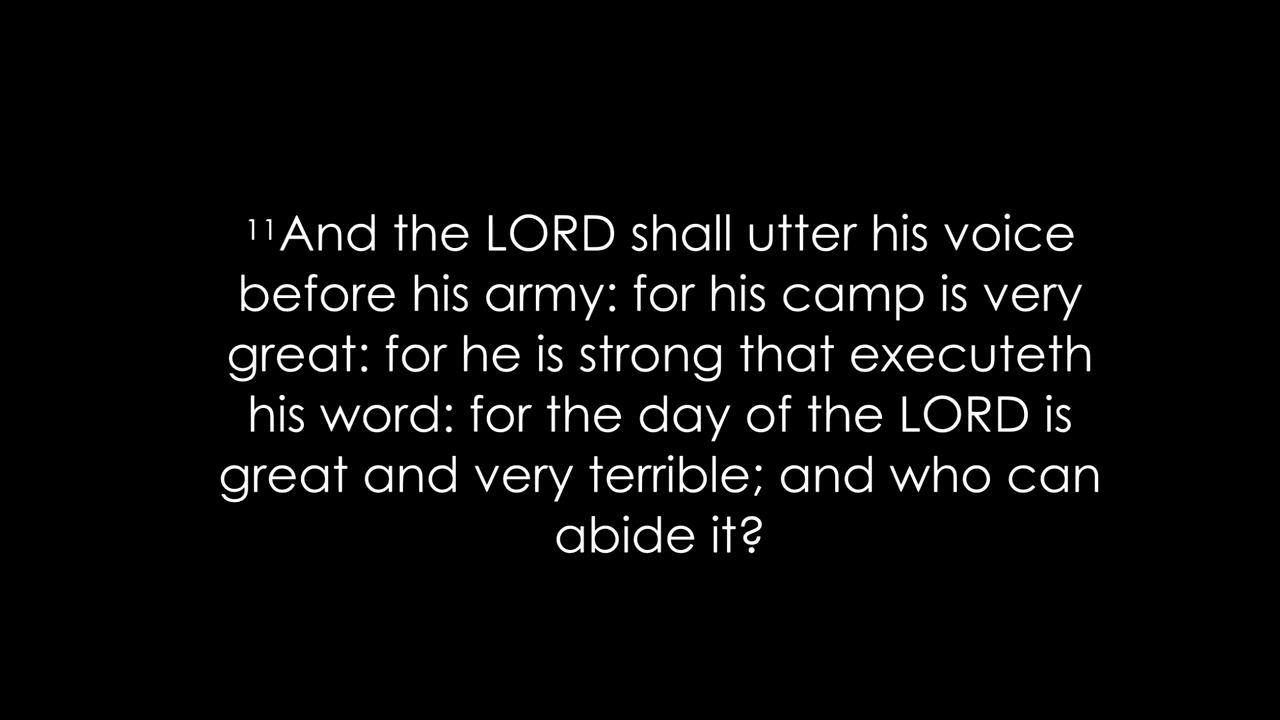 11And the LORD shall utter his voice
before his army: for his camp is very
great: for he is strong that executeth
his word: for the day of the LORD is
great and very terrible; and who can
abide it?